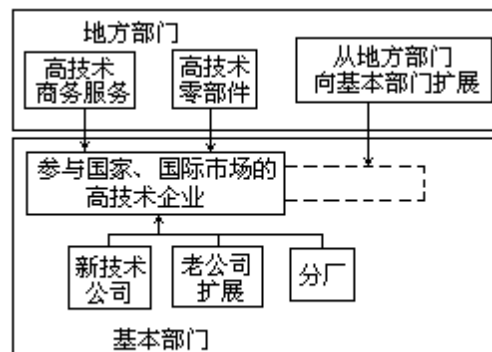 地方部门
高技术
商务服务
高技术
零部件
从地方部门
向基本部门扩展
参与国家、国际市场的
高技术企业
新技术
公司
老公司
扩展
分厂
基本部门